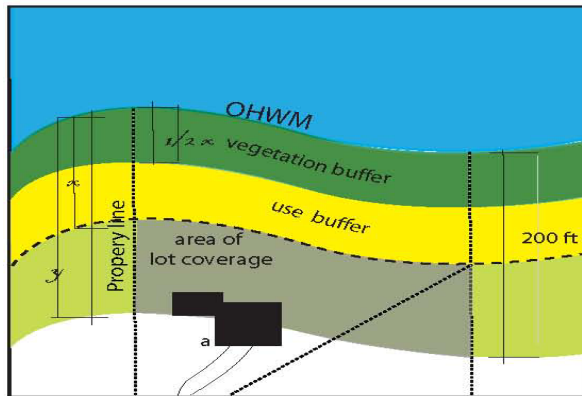 OHWM
1/2 x vegetation buffer
x
use buffer
Propery line
area of
lot coverage
200 ft
y
a